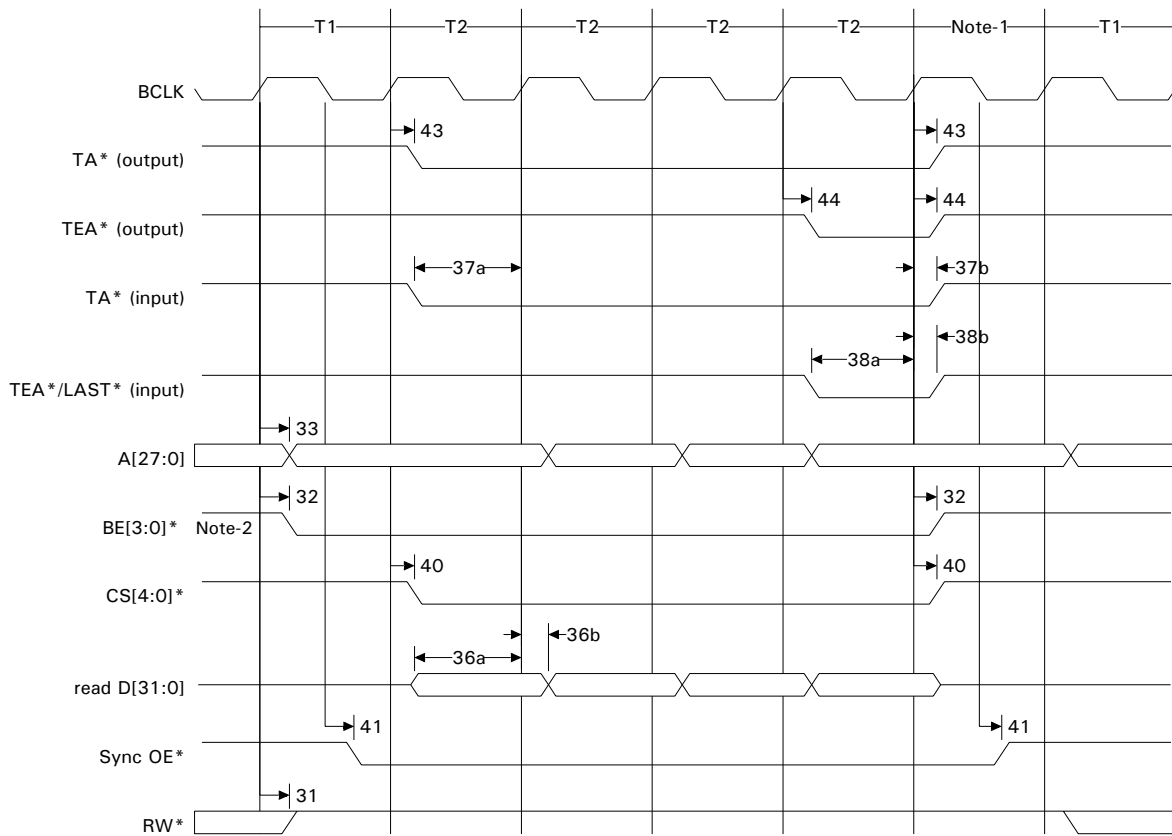 T1 T2 T2 T2 T2 Note-1 T1
BCLK
43 43
TA* (output)
44 44
TEA* (output)
37a 37b
TA* (input)
38b
38a
TEA*/LAST* (input)
33
A[27:0]
32 32
BE[3:0]* Note-2
40 40
CS[4:0]*
36b
36a
read D[31:0]
41 41
Sync OE*
31
RW*